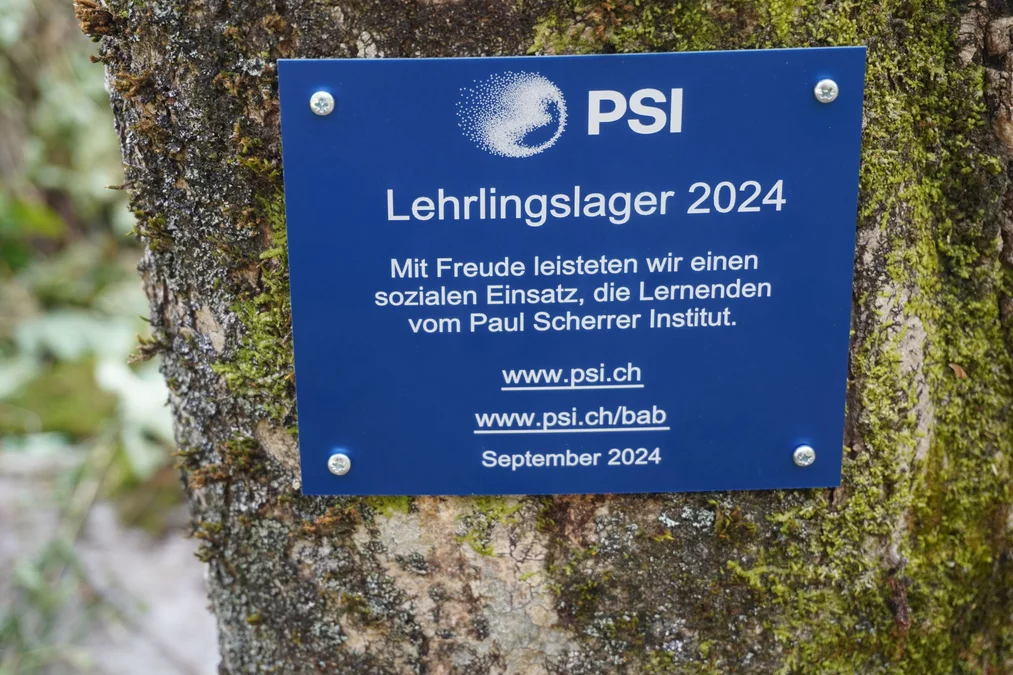 PSI
Lehrlingslager 2024
Mit Freude leisteten wir einen
sozialen Einsatz, die Lernenden
vom Paul Scherrer Institut.
www.psi.ch
www.psi.ch/bab
September 2024